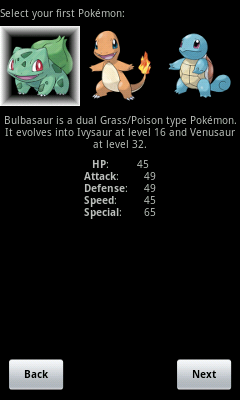 Select your first Pokémon:
Bulbasaur is a dual Grass/Poison type Pokémon.
It evolves into Ivysaur at level 16 and Venusaur
at level 32.
HP: 45
Attack: 49
Defense: 49
Speed: 45
Special: 65
Back Next